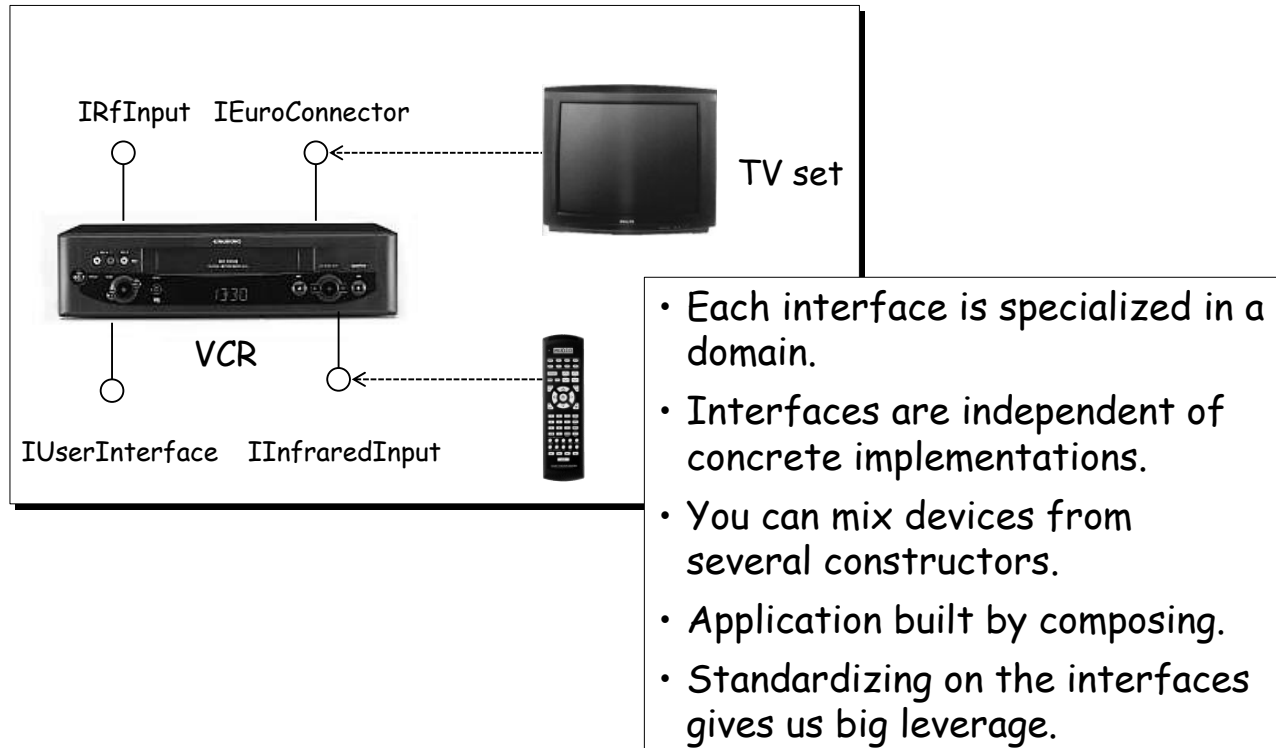 IRfInput IEuroConnector
TV set
VCR
IUserInterface IInfraredInput
• Each interface is specialized in a
domain.
• Interfaces are independent of
concrete implementations.
• You can mix devices from
several constructors.
• Application built by composing.
• Standardizing on the interfaces
gives us big leverage.